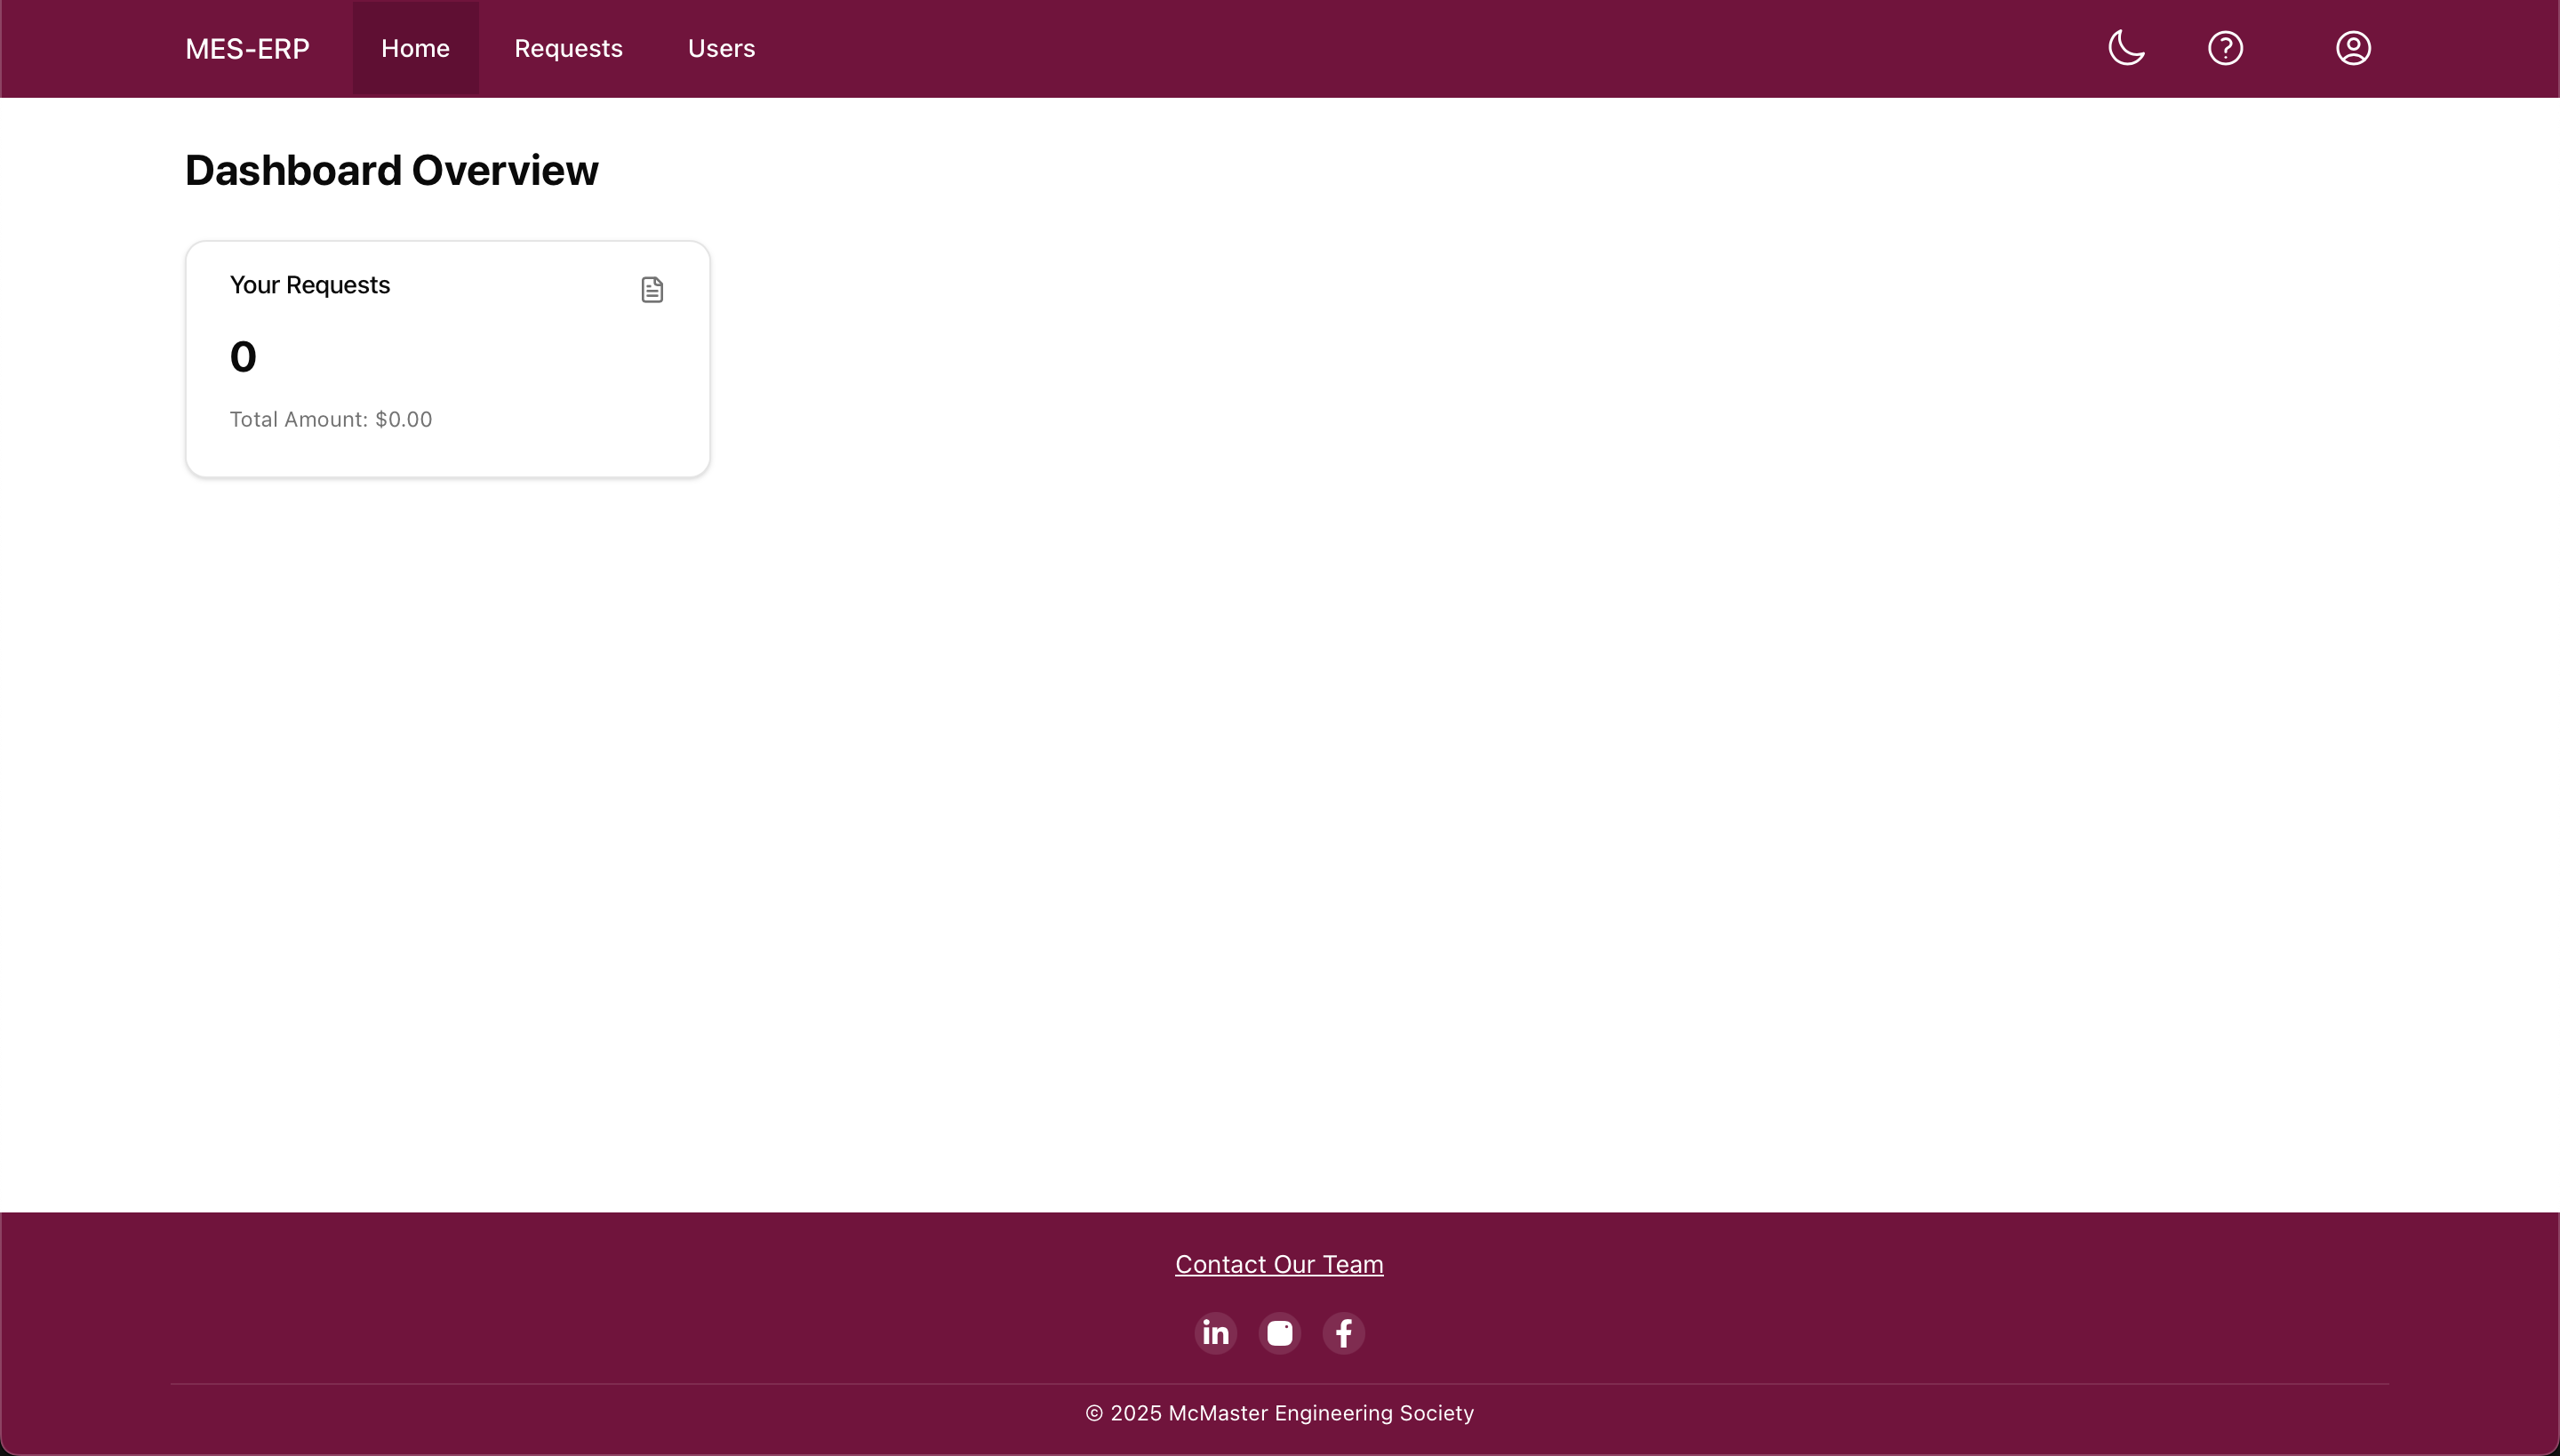 MES-ERP Home Requests Users
Dashboard Overview
Your Requests
0
Total Amount: $0.00
Contact Our Team
© 2025 McMaster Engineering Society